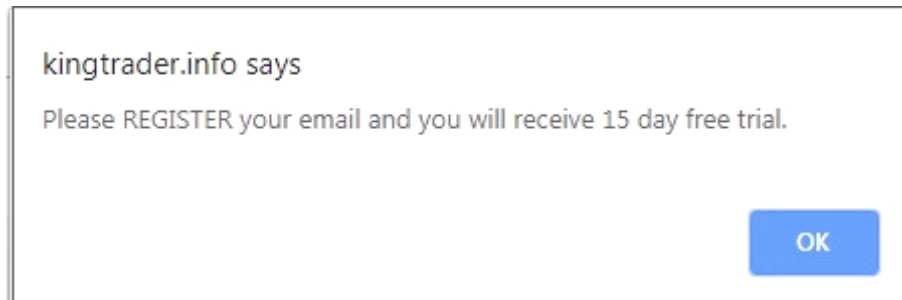 kingtrader.info says
Please REGISTER your email and you will receive 15 day free trial.
OK